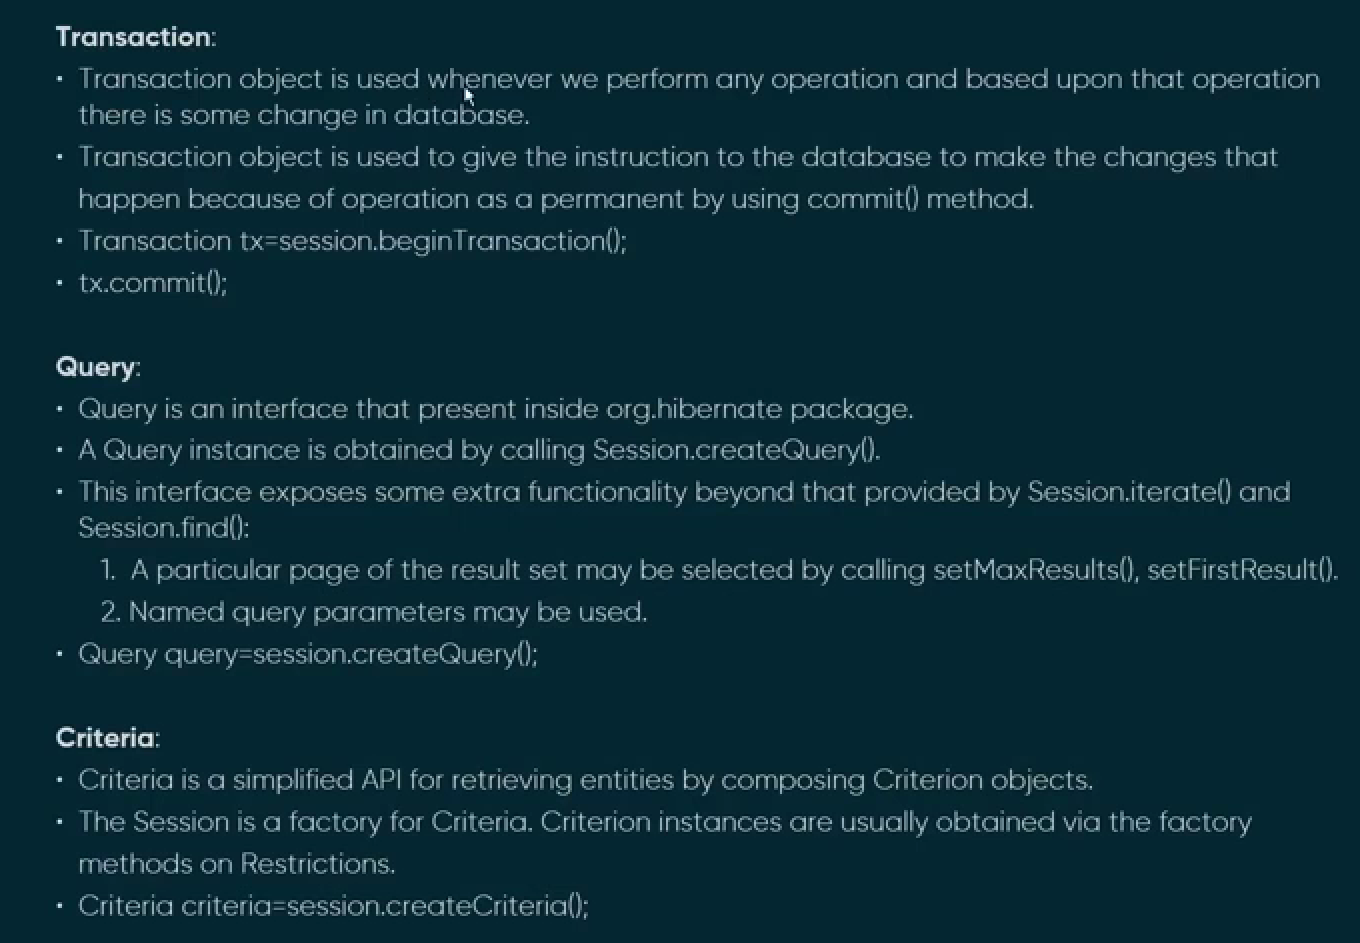 Transaction:
• Transaction object is used whenever we perform any operation and based upon that operation
there is some change in database.
• Transaction object is used to give the instruction to the database to make the changes that
happen because of operation as a permanent by using commit() method.
• Transaction tx=session.beginTransaction();
• tx.commit();
Query:
• Query is an interface that present inside org.hibernate package.
• A Query instance is obtained by calling Session.createQuery().
• This interface exposes some extra functionality beyond that provided by Session.iterate() and
Session.find():
1. A particular page of the result set may be selected by calling setMaxResults(), setFirstResult().
2. Named query parameters may be used.
• Query query=session.createQuery();
Criteria:
• Criteria is a simplified API for retrieving entities by composing Criterion objects.
• The Session is a factory for Criteria. Criterion instances are usually obtained via the factory
methods on Restrictions.
• Criteria criteria=session.createCriteria();